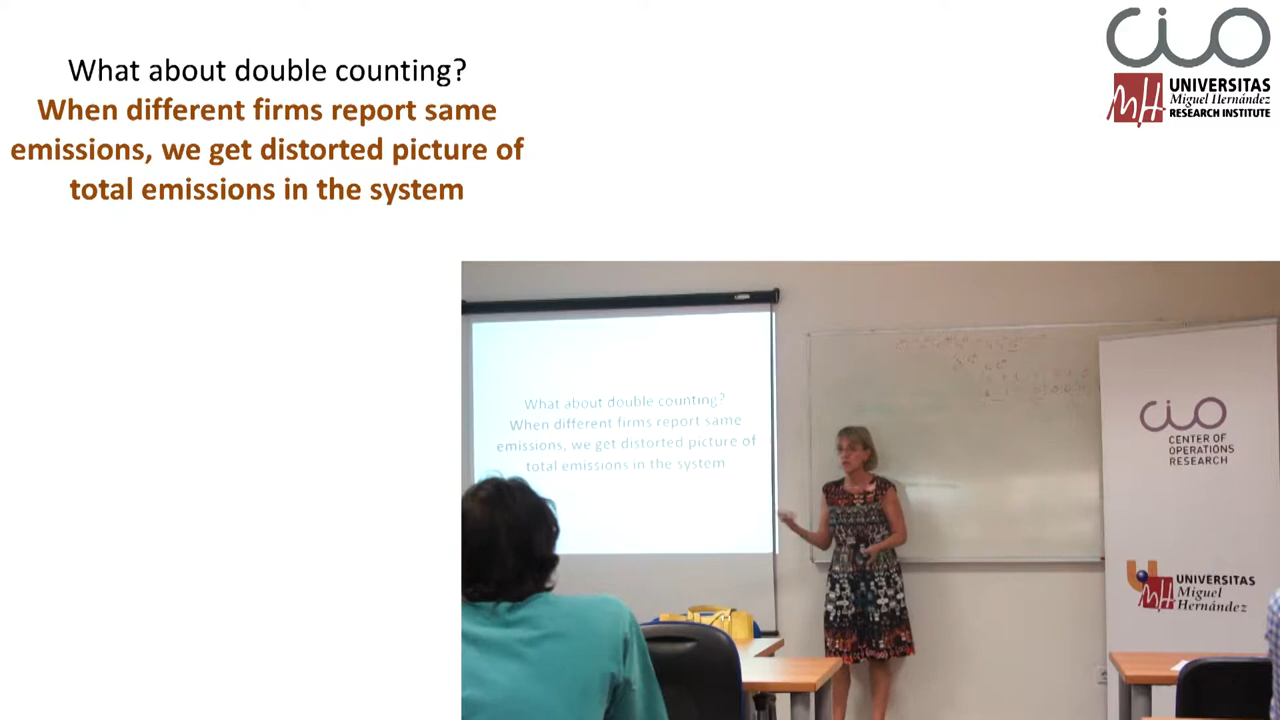 What about double counting?
When different firms report same
emissions, we get distorted picture of
total emissions in the system
CIO
UNIVERSITAS
Miguel Hernández
RESEARCH INSTITUTE
What about double counting?
When different firms report same
emissions, we get distorted picture of
total emissions in the system
CIO
CENTER OF
OPERATIONS
RESEARCH
UNIVERSITAS
Miguel
Hernández